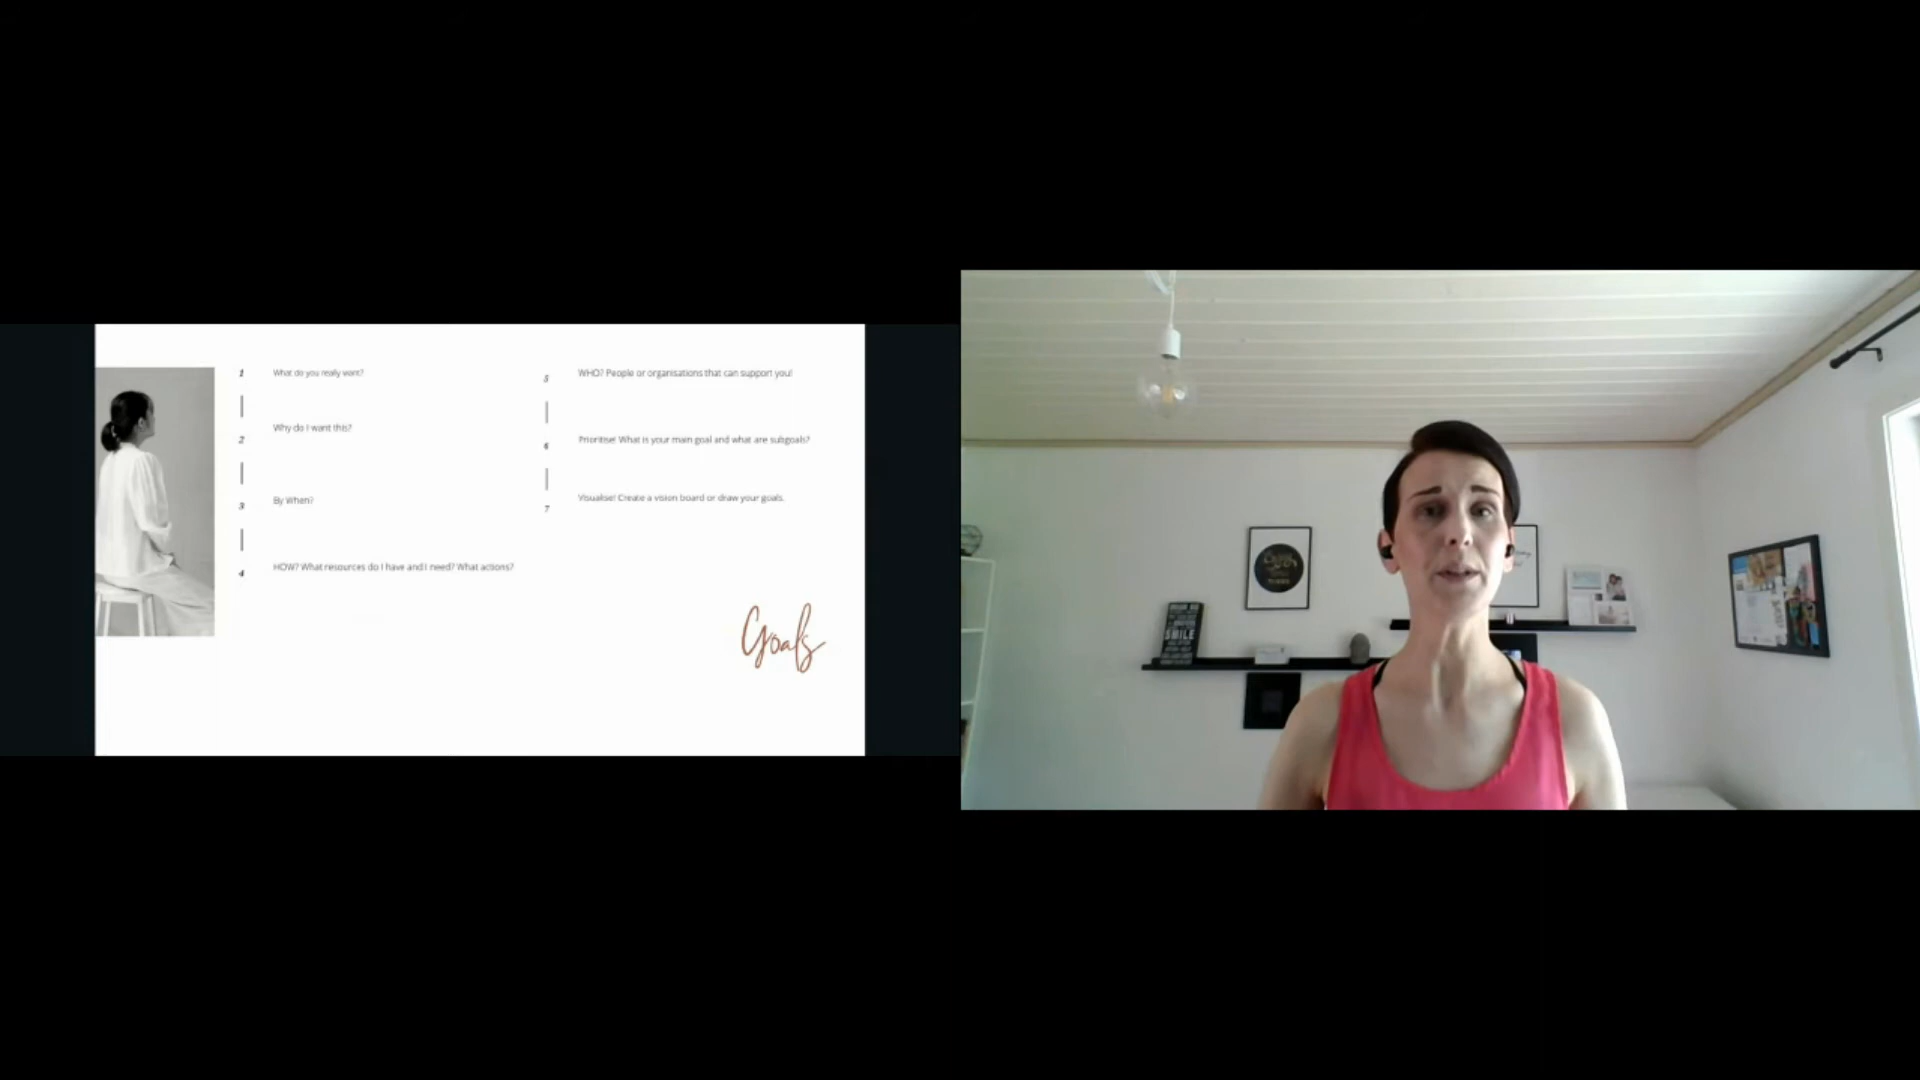 1
What do you really want?
2
Why do I want this?
3
By When?
4
HOW? What resources do I have and I need? What actions?
5
WHO? People or organisations that can support you!
6
Prioritise! What is your main goal and what are subgoals?
7
Visualise! Create a vision board or draw your goals.
Goals
SMILE